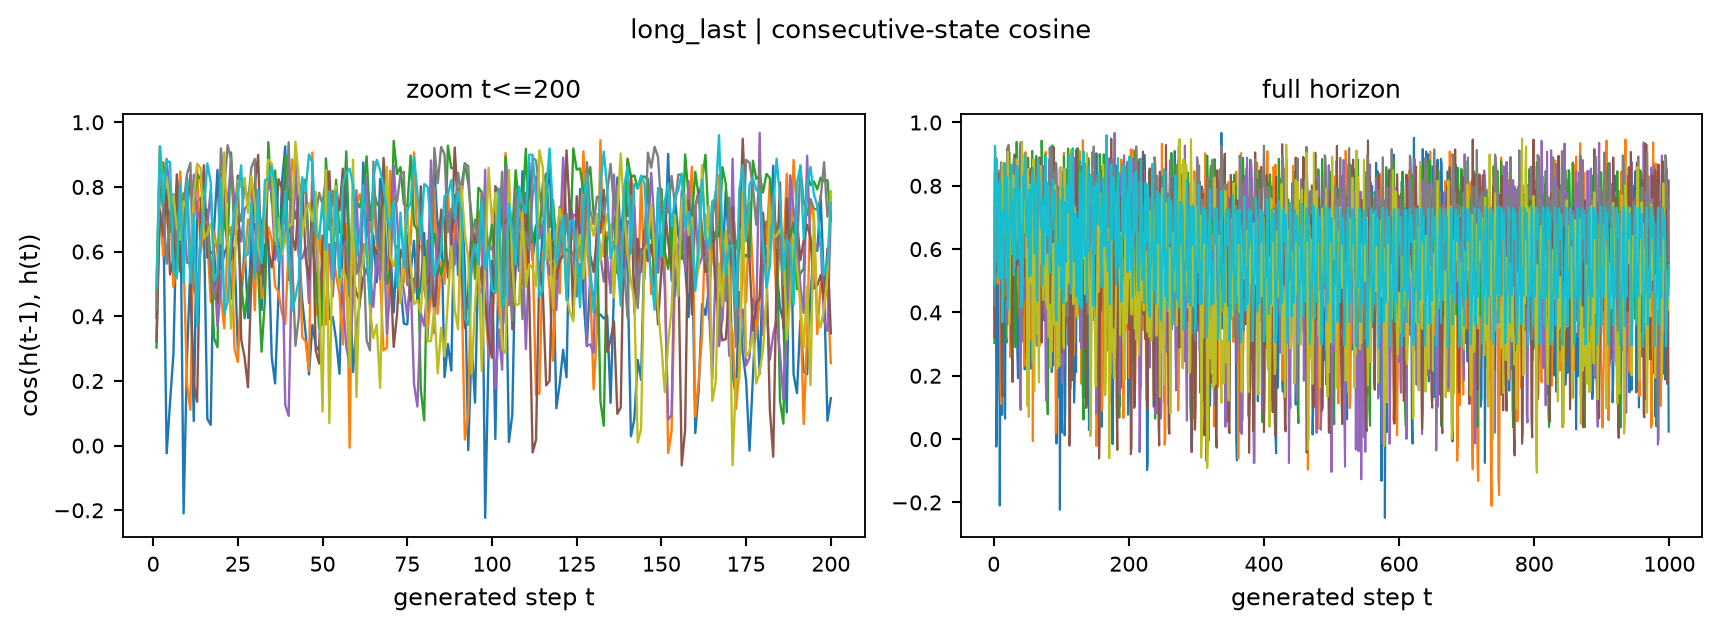 long_last | consecutive-state cosine
zoom t<=200
full horizon
cos(h(t-1), h(t))
1.0
0.8
0.6
0.4
0.2
0.0
−0.2
0 25 50 75 100 125 150 175 200
generated step t
1.0
0.8
0.6
0.4
0.2
0.0
−0.2
0 200 400 600 800 1000
generated step t